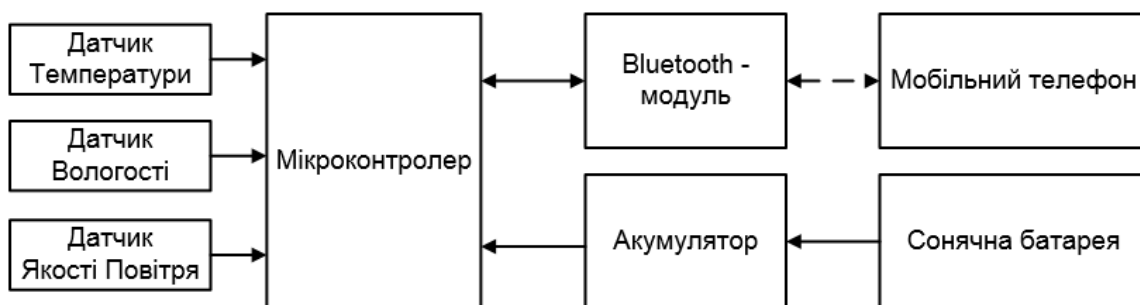 Датчик
Температури
Датчик
Вологості
Датчик
Якості Повітря
Мікроконтролер
Bluetooth -
модуль
Мобільний телефон
Акумулятор
Сонячна батарея